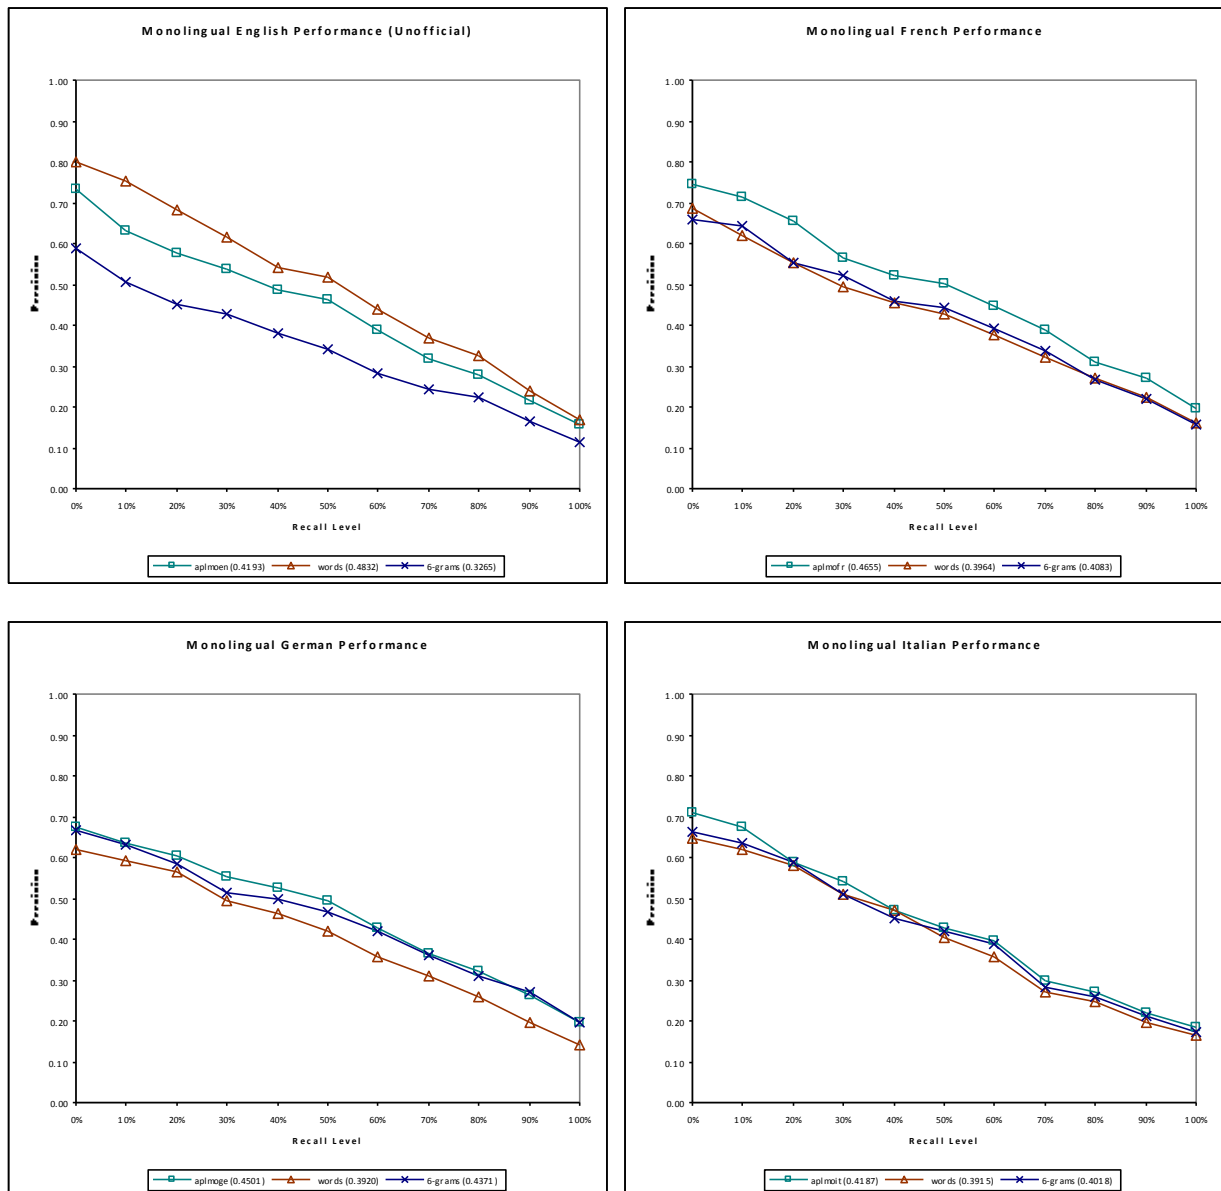 Monolingual English Performance (Unofficial)
1.00
0.90
0.80
0.70
0.60
0.50
0.40
0.30
0.20
0.10
0.00
Precision
0% 10% 20% 30% 40% 50% 60% 70% 80% 90% 100%
Recall Level
aplmoen (0.4193) words (0.4832) 6-grams (0.3265)
Monolingual French Performance
1.00
0.90
0.80
0.70
0.60
0.50
0.40
0.30
0.20
0.10
0.00
Precision
0% 10% 20% 30% 40% 50% 60% 70% 80% 90% 100%
Recall Level
aplmofr (0.4655) words (0.3964) 6-grams (0.4083)
Monolingual German Performance
1.00
0.90
0.80
0.70
0.60
0.50
0.40
0.30
0.20
0.10
0.00
Precision
0% 10% 20% 30% 40% 50% 60% 70% 80% 90% 100%
Recall Level
aplmoge (0.4501) words (0.3920) 6-grams (0.4371)
Monolingual Italian Performance
1.00
0.90
0.80
0.70
0.60
0.50
0.40
0.30
0.20
0.10
0.00
Precision
0% 10% 20% 30% 40% 50% 60% 70% 80% 90% 100%
Recall Level
aplmoit (0.4187) words (0.3915) 6-grams (0.4018)